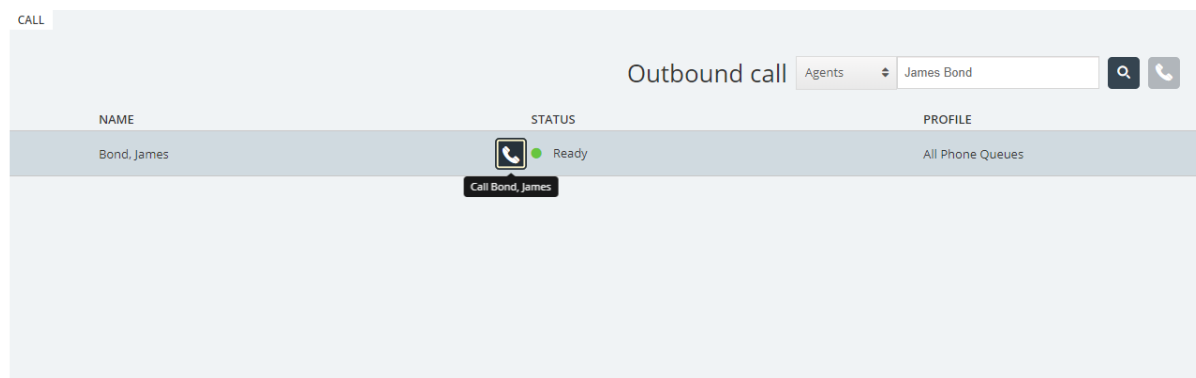 CALL
Outbound call Agents James Bond
NAME STATUS PROFILE
Bond, James Ready All Phone Queues
Call Bond, James